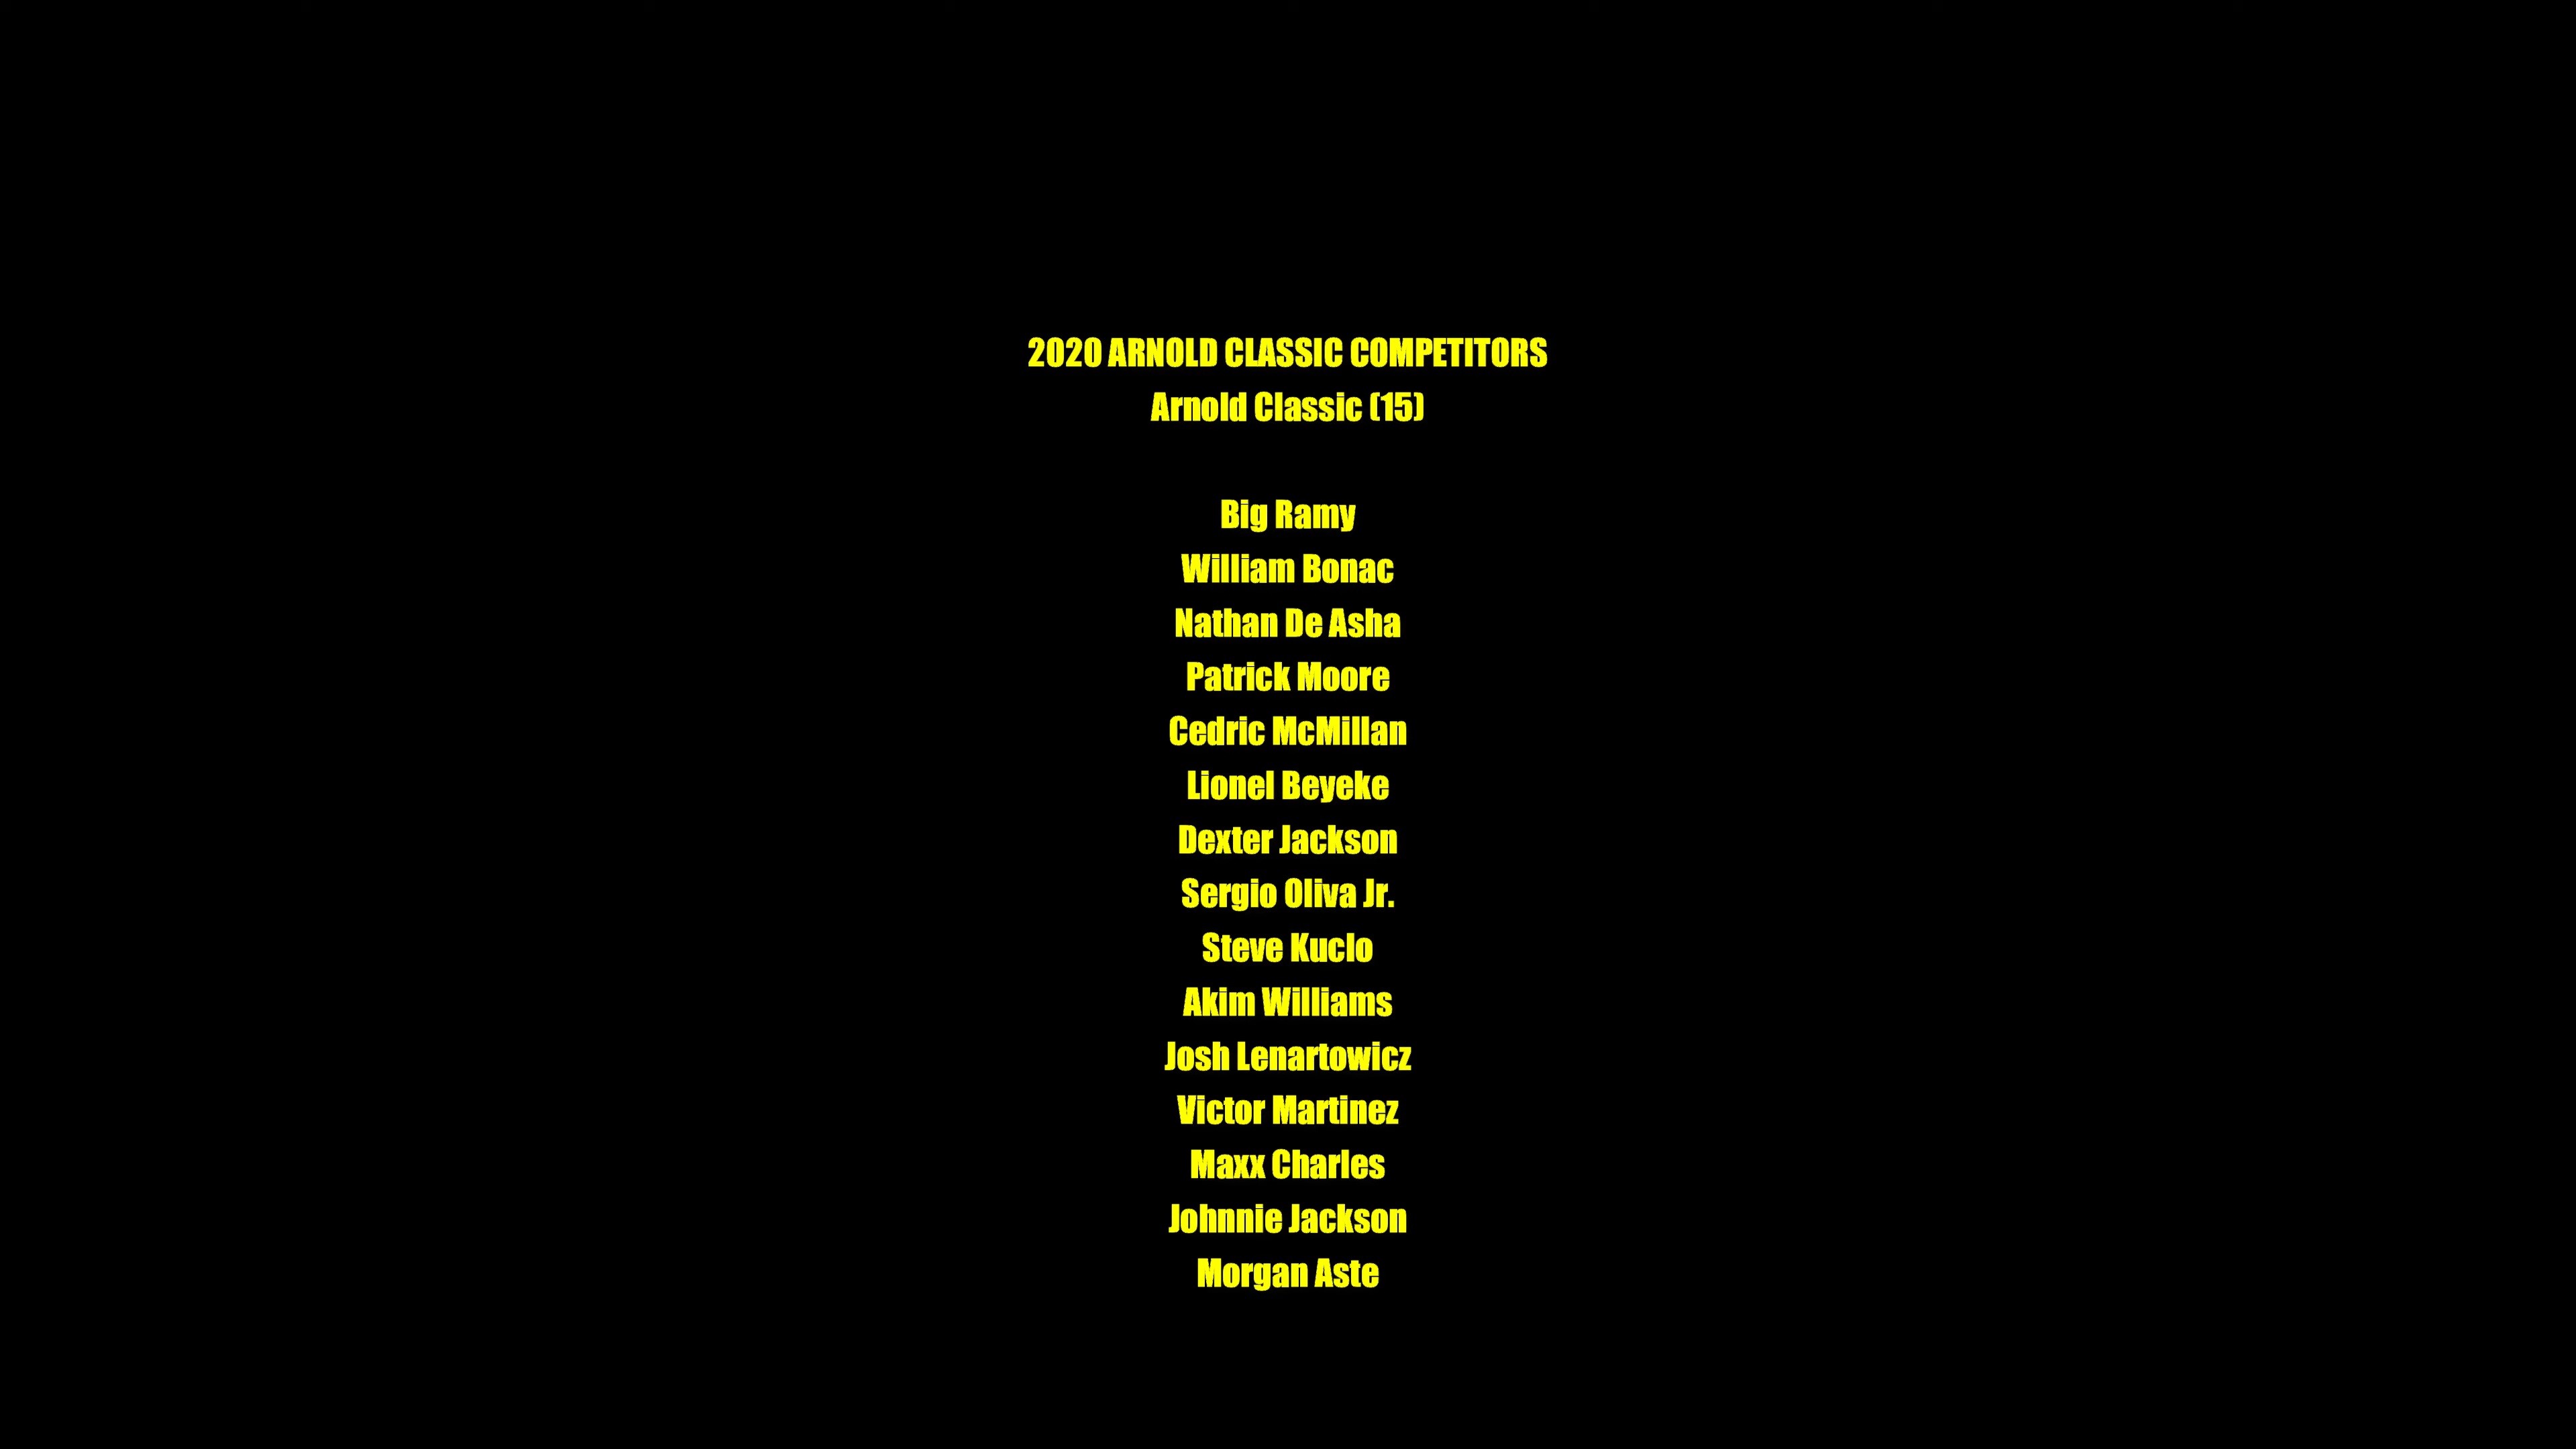 2020 ARNOLD CLASSIC COMPETITORS
Arnold Classic (15)
Big Ramy
William Bonac
Nathan De Asha
Patrick Moore
Cedric McMillan
Lionel Beyeke
Dexter Jackson
Sergio Oliva Jr.
Steve Kuclo
Akim Williams
Josh Lenartowicz
Victor Martinez
Maxx Charles
Johnnie Jackson
Morgan Aste